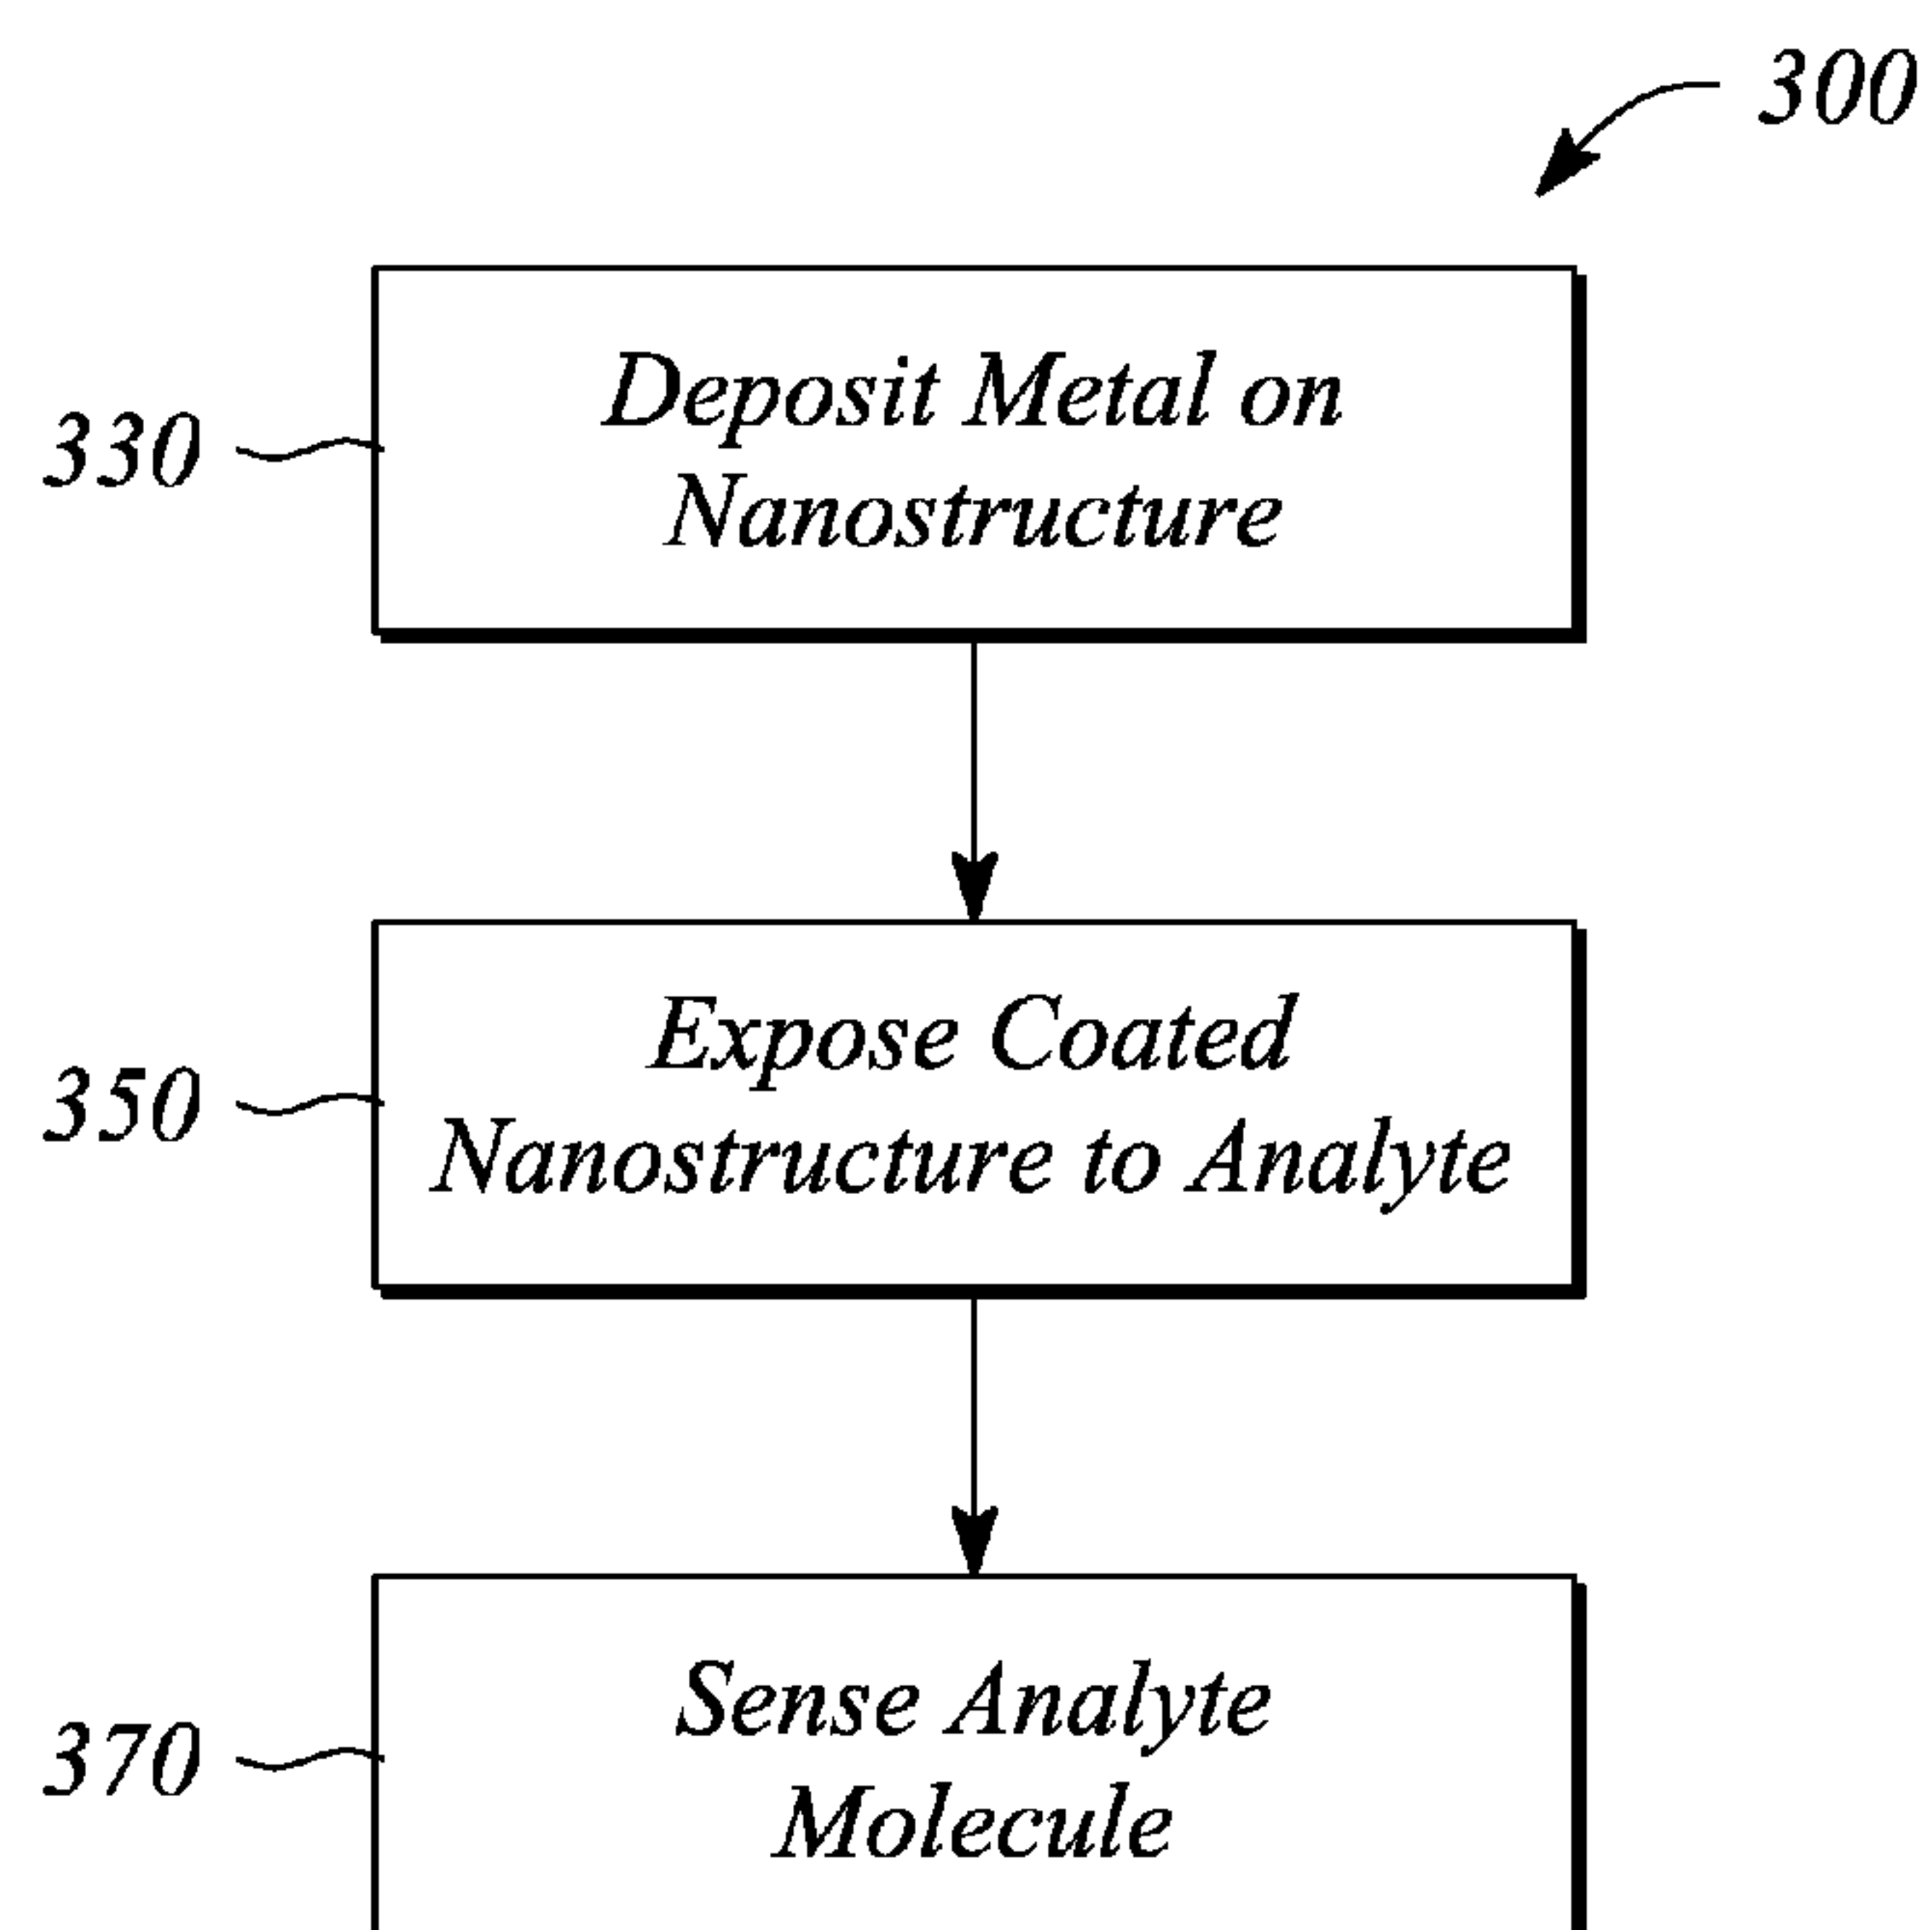 300
330
Deposit Metal on
Nanostructure
350
Expose Coated
Nanostructure to Analyte
370
Sense Analyte
Molecule